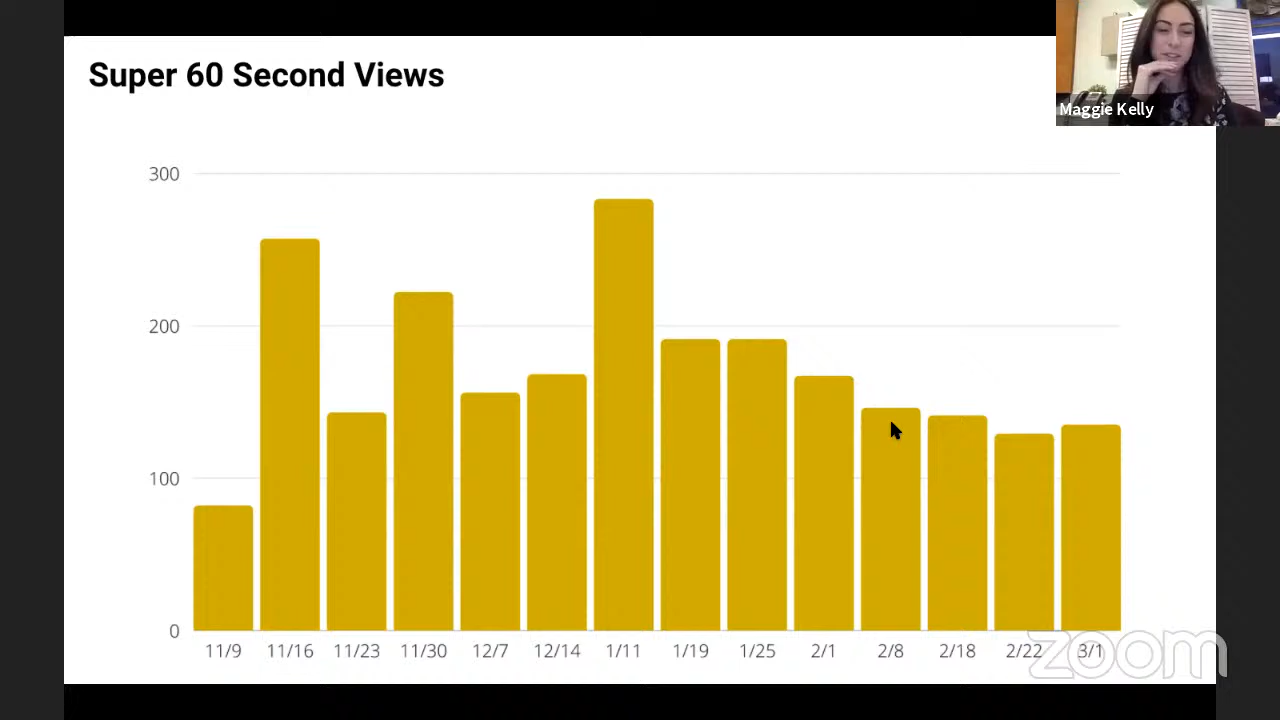 Super 60 Second Views
Maggie Kelly
300
200
100
0
11/9 11/16 11/23 11/30 12/7 12/14 1/11 1/19 1/25 2/1 2/8 2/18 2/22 3/1
zoom